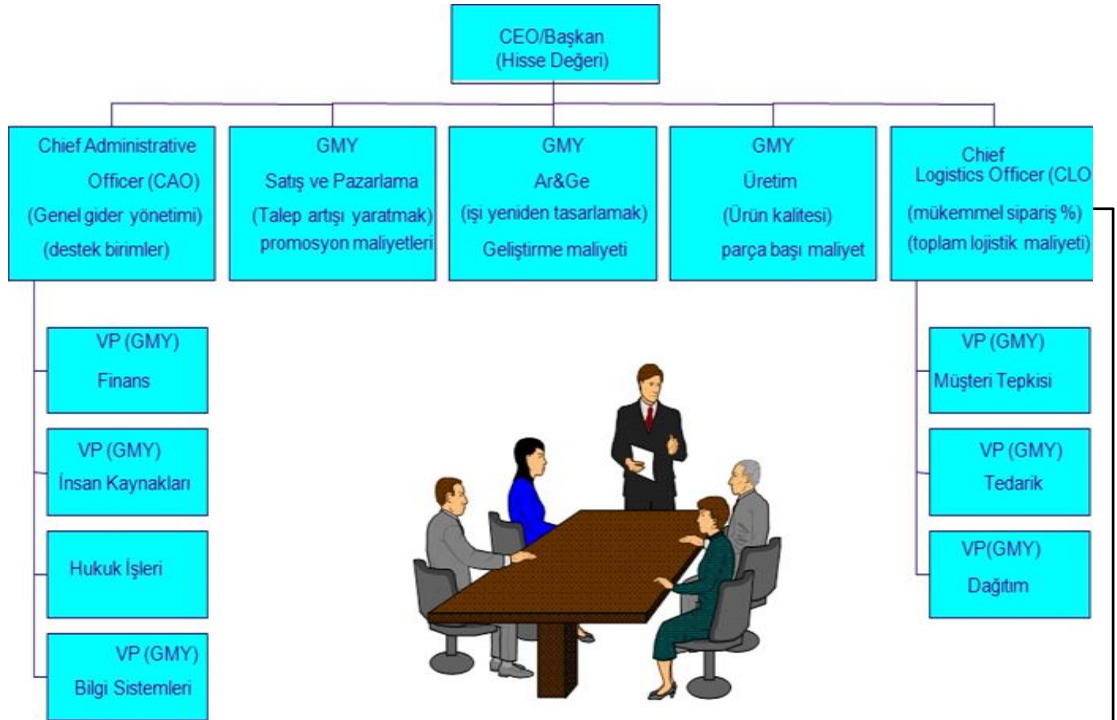 CEO/Başkan
(Hisse Değeri)
Chief Administrative
Officer (CAO)
(Genel gider yönetimi)
(destek birimler)
GMY
Satış ve Pazarlama
(Talep artışı yaratmak)
promosyon maliyetleri
GMY
Ar&Ge
(işi yeniden tasarlamak)
Geliştirme maliyeti
GMY
Üretim
(Ürün kalitesi)
parça başı maliyet
Chief
Logistics Officer (CLO
(mükemmel sipariş %)
(toplam lojistik maliyeti)
VP (GMY)
Finans
VP (GMY)
İnsan Kaynakları
Hukuk İşleri
VP (GMY)
Bilgi Sistemleri
VP (GMY)
Müşteri Tepkisi
VP (GMY)
Tedarik
VP(GMY)
Dağıtım